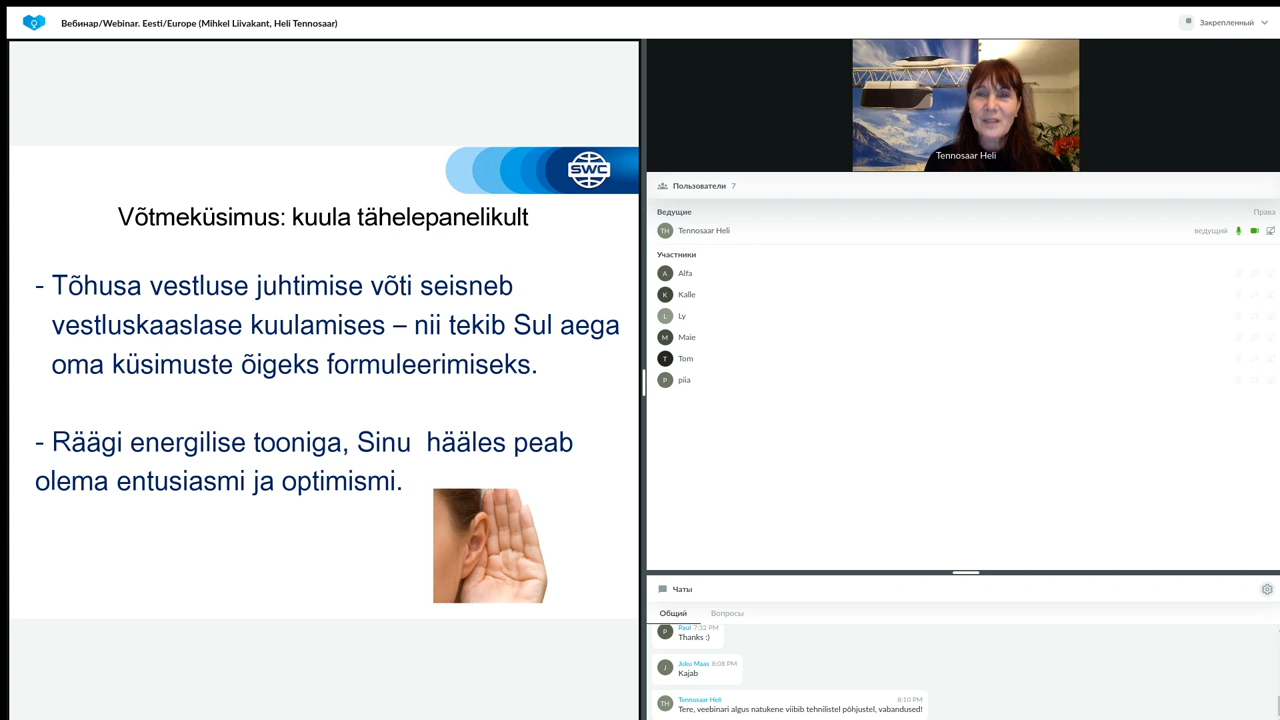 Вебинар/Webinar. Eesti/Europe (Mihkel Liivakant, Heli Tennosaar)
Закрепленный
SWC
Võtmeküsimus: kuula tähelepanelikult
- Tõhusa vestluse juhtimise võti seisneb
vestluskaaslase kuulamises – nii tekib Sul aega
oma küsimuste õigeks formuleerimiseks.
- Räägi energilise tooniga, Sinu hääles peab
olema entusiasmi ja optimismi.
Tennosaar Heli
Пользователи 7
Ведущие Права
TH Tennosaar Heli ведущий
Участники
A Alfa
K Kalle
L Ly
M Maie
T Tom
P piia
Чаты
Общий Вопросы
P Paul 7:32 PM
Thanks :)
J Juku Maas 8:08 PM
Kajab
TH Tennosaar Heli 8:10 PM
Tere, veebinari algus natukene viibib tehnilistel põhjustel, vabandused!